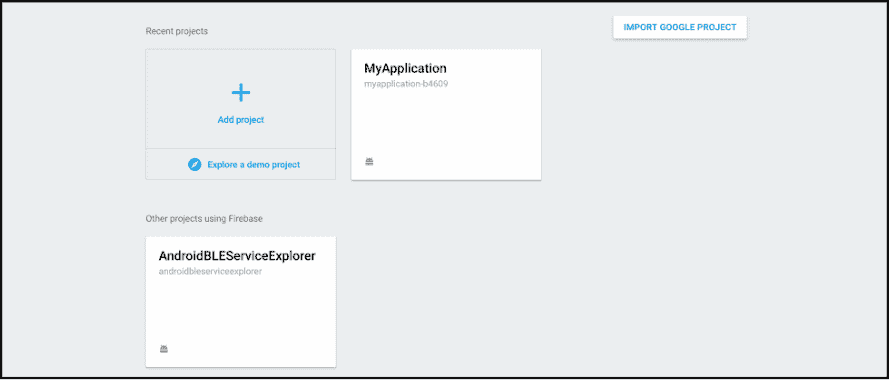 Recent projects
IMPORT GOOGLE PROJECT
Add project
Explore a demo project
MyApplication
myapplication-b4609
Other projects using Firebase
AndroidBLEServiceExplorer
androidbleserviceexplorer